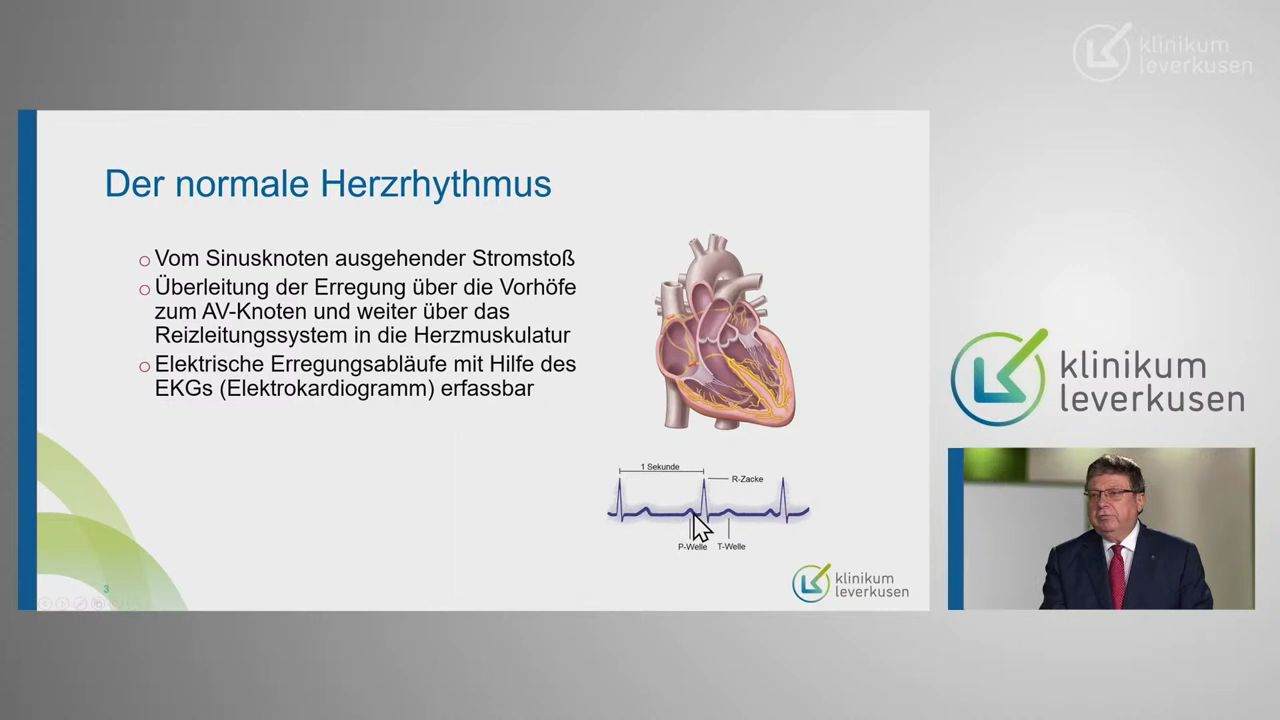 klinikum
leverkusen
Der normale Herzrhythmus
Vom Sinusknoten ausgehender Stromstoß
Überleitung der Erregung über die Vorhöfe
zum AV-Knoten und weiter über das
Reizleitungssystem in die Herzmuskulatur
Elektrische Erregungsabläufe mit Hilfe des
EKGs (Elektrokardiogramm) erfassbar
1 Sekunde
R-Zacke
P-Welle T-Welle
3
klinikum
leverkusen
klinikum
leverkusen